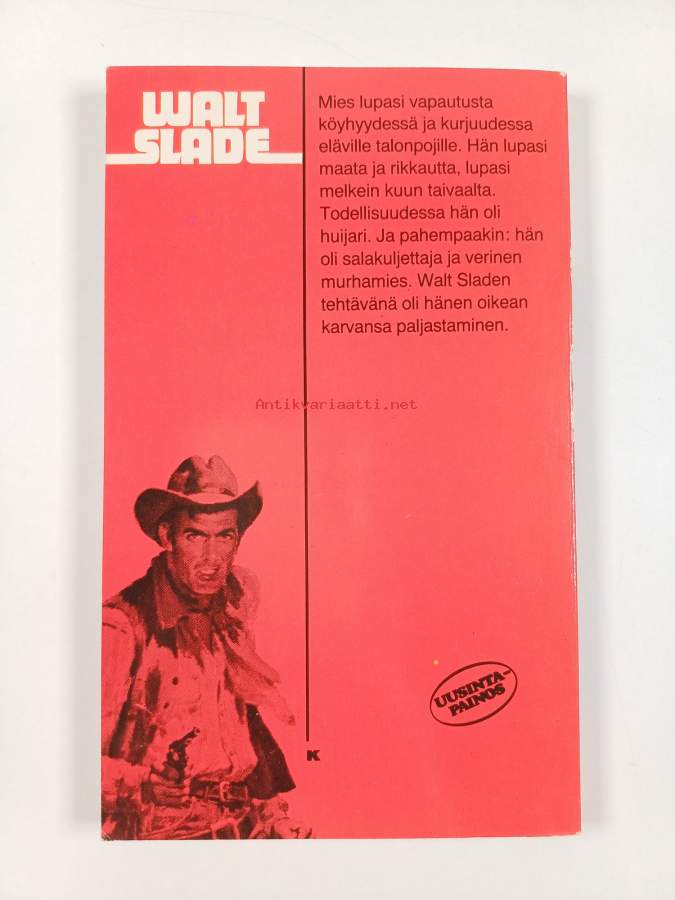 WALT
SLADE
Mies lupasi vapautusta
köyhyydessä ja kurjuudessa
eläville talonpojille. Hän lupasi
maata ja rikkautta, lupasi
melkein kuun taivaalta.
Todellisuudessa hän oli
huijari. Ja pahempaakin: hän
oli salakuljettaja ja verinen
murhamies. Walt Sladen
tehtävänä oli hänen oikean
karvansa paljastaminen.
Antikvariaatti.net
UUSINTA-
PAINOS
K